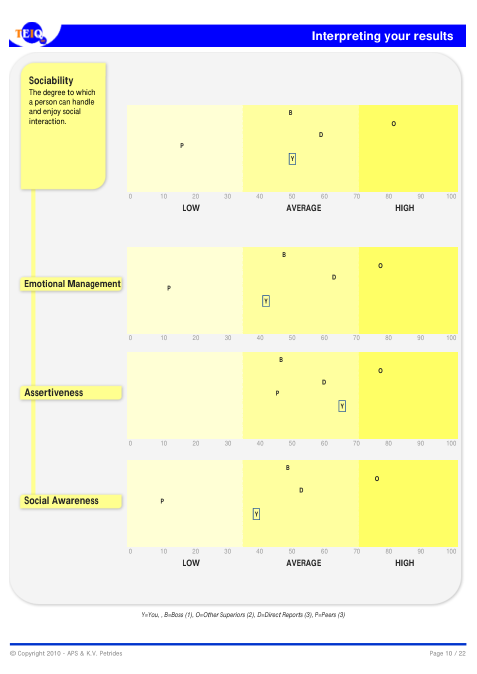 TEIQ
Interpreting your results
Sociability
The degree to which
a person can handle
and enjoy social
interaction.
B
O
D
P
Y
0 10 20 30 40 50 60 70 80 90 100
LOW AVERAGE HIGH
B
O
D
Emotional Management
P
Y
0 10 20 30 40 50 60 70 80 90 100
B
O
D
Assertiveness
P
Y
0 10 20 30 40 50 60 70 80 90 100
B
O
D
Social Awareness
P
Y
0 10 20 30 40 50 60 70 80 90 100
LOW AVERAGE HIGH
Y=You, , B=Boss (1), O=Other Superiors (2), D=Direct Reports (3), P=Peers (3)
© Copyright 2010 - APS & K.V. Petrides
Page 10 / 22